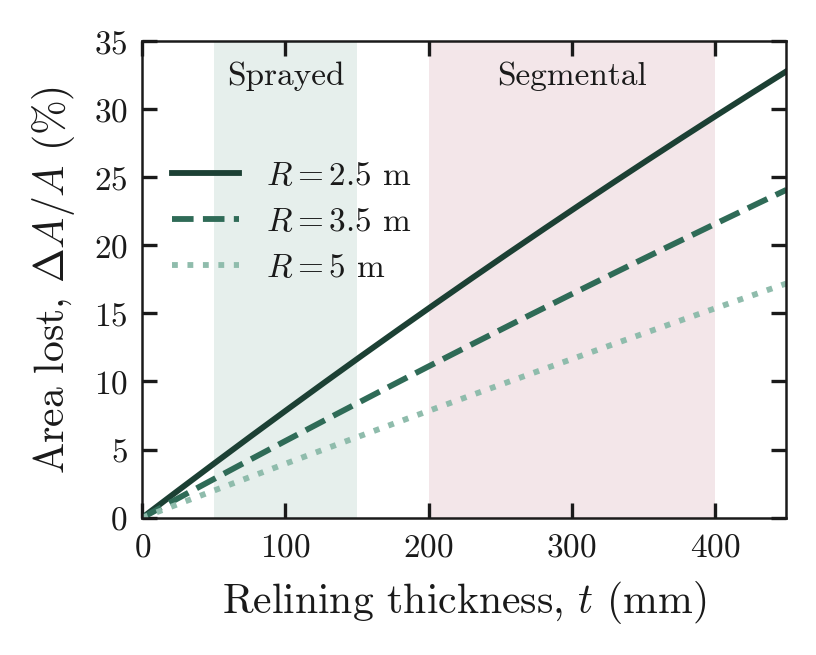 35
30
25
20
15
10
5
0
Area lost, ΔA/A (%)
Sprayed
Segmental
R = 2.5 m
R = 3.5 m
R = 5 m
0 100 200 300 400
Relining thickness, t (mm)